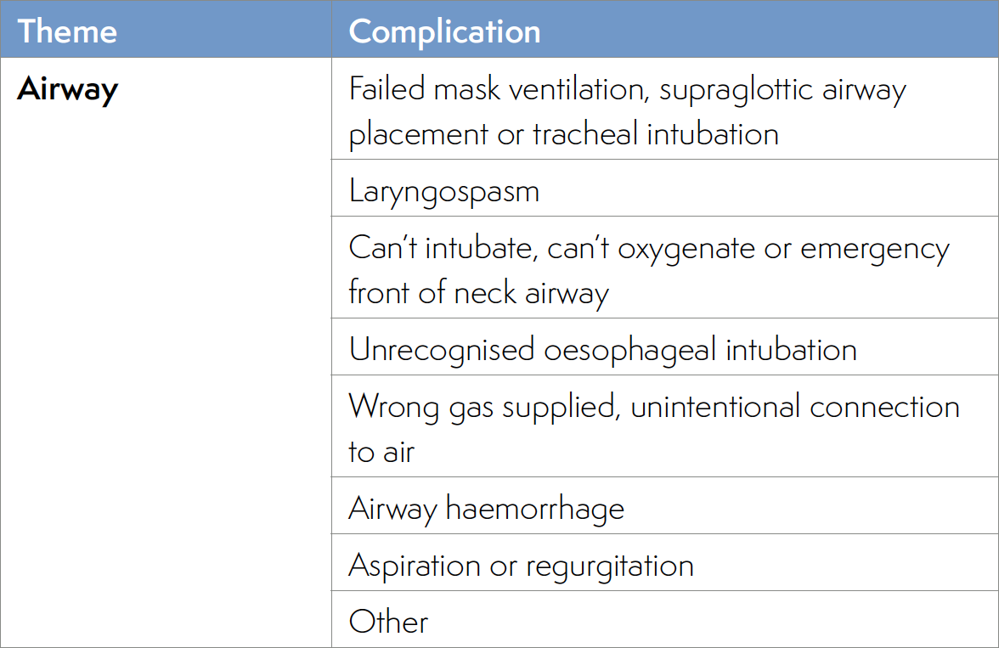 Theme
Complication
Airway
Failed mask ventilation, supraglottic airway
placement or tracheal intubation
Laryngospasm
Can’t intubate, can’t oxygenate or emergency
front of neck airway
Unrecognised oesophageal intubation
Wrong gas supplied, unintentional connection
to air
Airway haemorrhage
Aspiration or regurgitation
Other